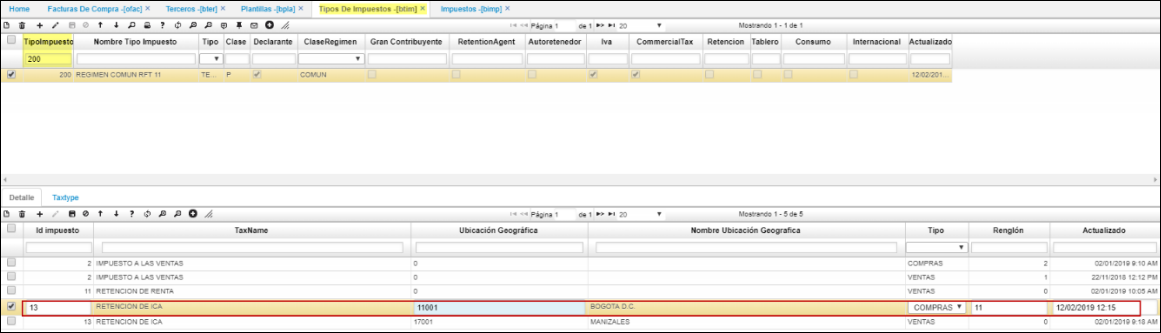 Home Facturas De Compra -[ofac] × Terceros -[bter] × Plantillas -[bpla] × Tipos De Impuestos -[btim] × Impuestos -[bimp] ×
Página 1 de 1 20 Mostrando 1 - 1 de 1
TipoImpuesto Nombre Tipo Impuesto Tipo Clase Declarante ClaseRegimen Gran Contribuyente RetentionAgent Autoretenedor Iva CommercialTax Retencion Tablero Consumo Internacional Actualizado
200
200 REGIMEN COMUN RFT 11 TE... P COMUN 12/02/201...
Detalle Taxtype
Página 1 de 1 20 Mostrando 1 - 5 de 5
Id impuesto TaxName Ubicación Geográfica Nombre Ubicación Geografica Tipo Renglón Actualizado
2 IMPUESTO A LAS VENTAS 0 COMPRAS 2 02/01/2019 9:10 AM
2 IMPUESTO A LAS VENTAS 0 VENTAS 1 22/11/2018 12:12 PM
11 RETENCION DE RENTA 0 VENTAS 0 02/01/2019 10:05 AM
13 RETENCION DE ICA 11001 BOGOTA D.C. COMPRAS 11 12/02/2019 12:15
13 RETENCION DE ICA 17001 MANIZALES VENTAS 0 02/01/2019 9:18 AM